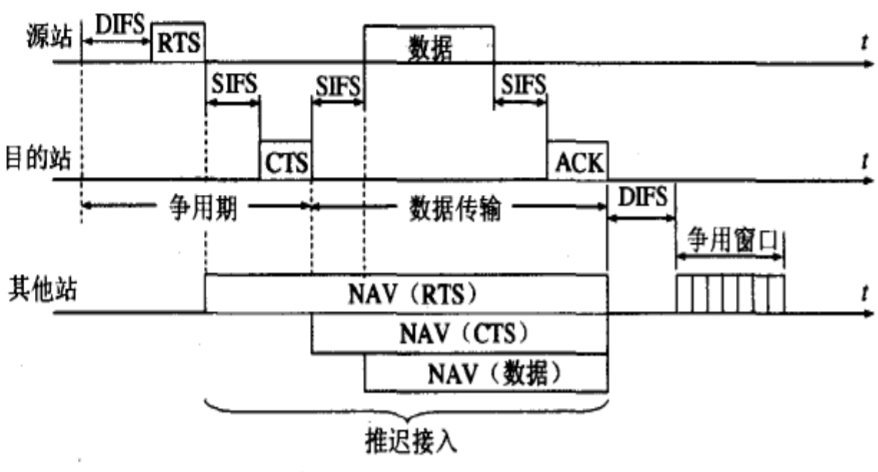 源站
DIFS
RTS
数据
t
SIFS
SIFS
SIFS
目的站
CTS
ACK
t
争用期
数据传输
DIFS
争用窗口
其他站
NAV（RTS）
t
NAV（CTS）
NAV（数据）
推迟接入